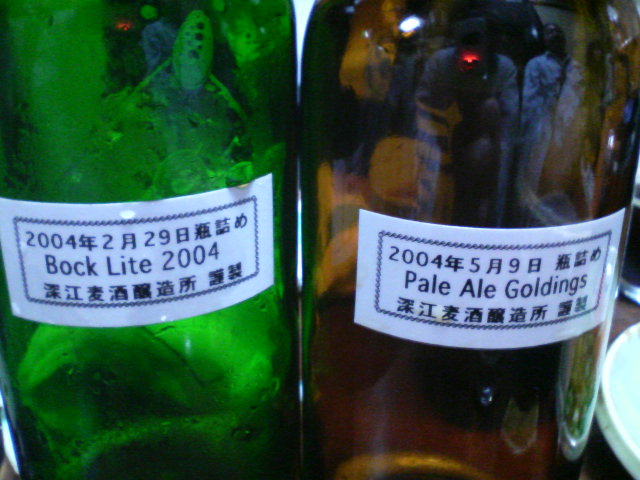 2004年2月29日瓶詰め
Bock Lite 2004
深江麦酒醸造所 謹製
2004年5月9日 瓶詰め
Pale Ale Goldings
深江麦酒醸造所 謹製